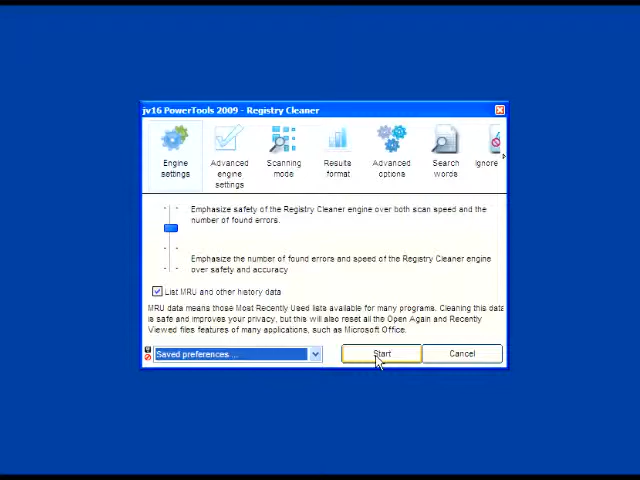 jv16 PowerTools 2009 - Registry Cleaner
Engine settings
Advanced engine settings
Scanning mode
Results format
Advanced options
Search words
Ignore
Emphasize safety of the Registry Cleaner engine over both scan speed and the
number of found errors.
Emphasize the number of found errors and speed of the Registry Cleaner engine
over safety and accuracy
List MRU and other history data
MRU data means those Most Recently Used lists available for many programs. Cleaning this data
is safe and improves your privacy, but this will also reset all the Open Again and Recently
Viewed files features of many applications, such as Microsoft Office.
Saved preferences ...
Start
Cancel